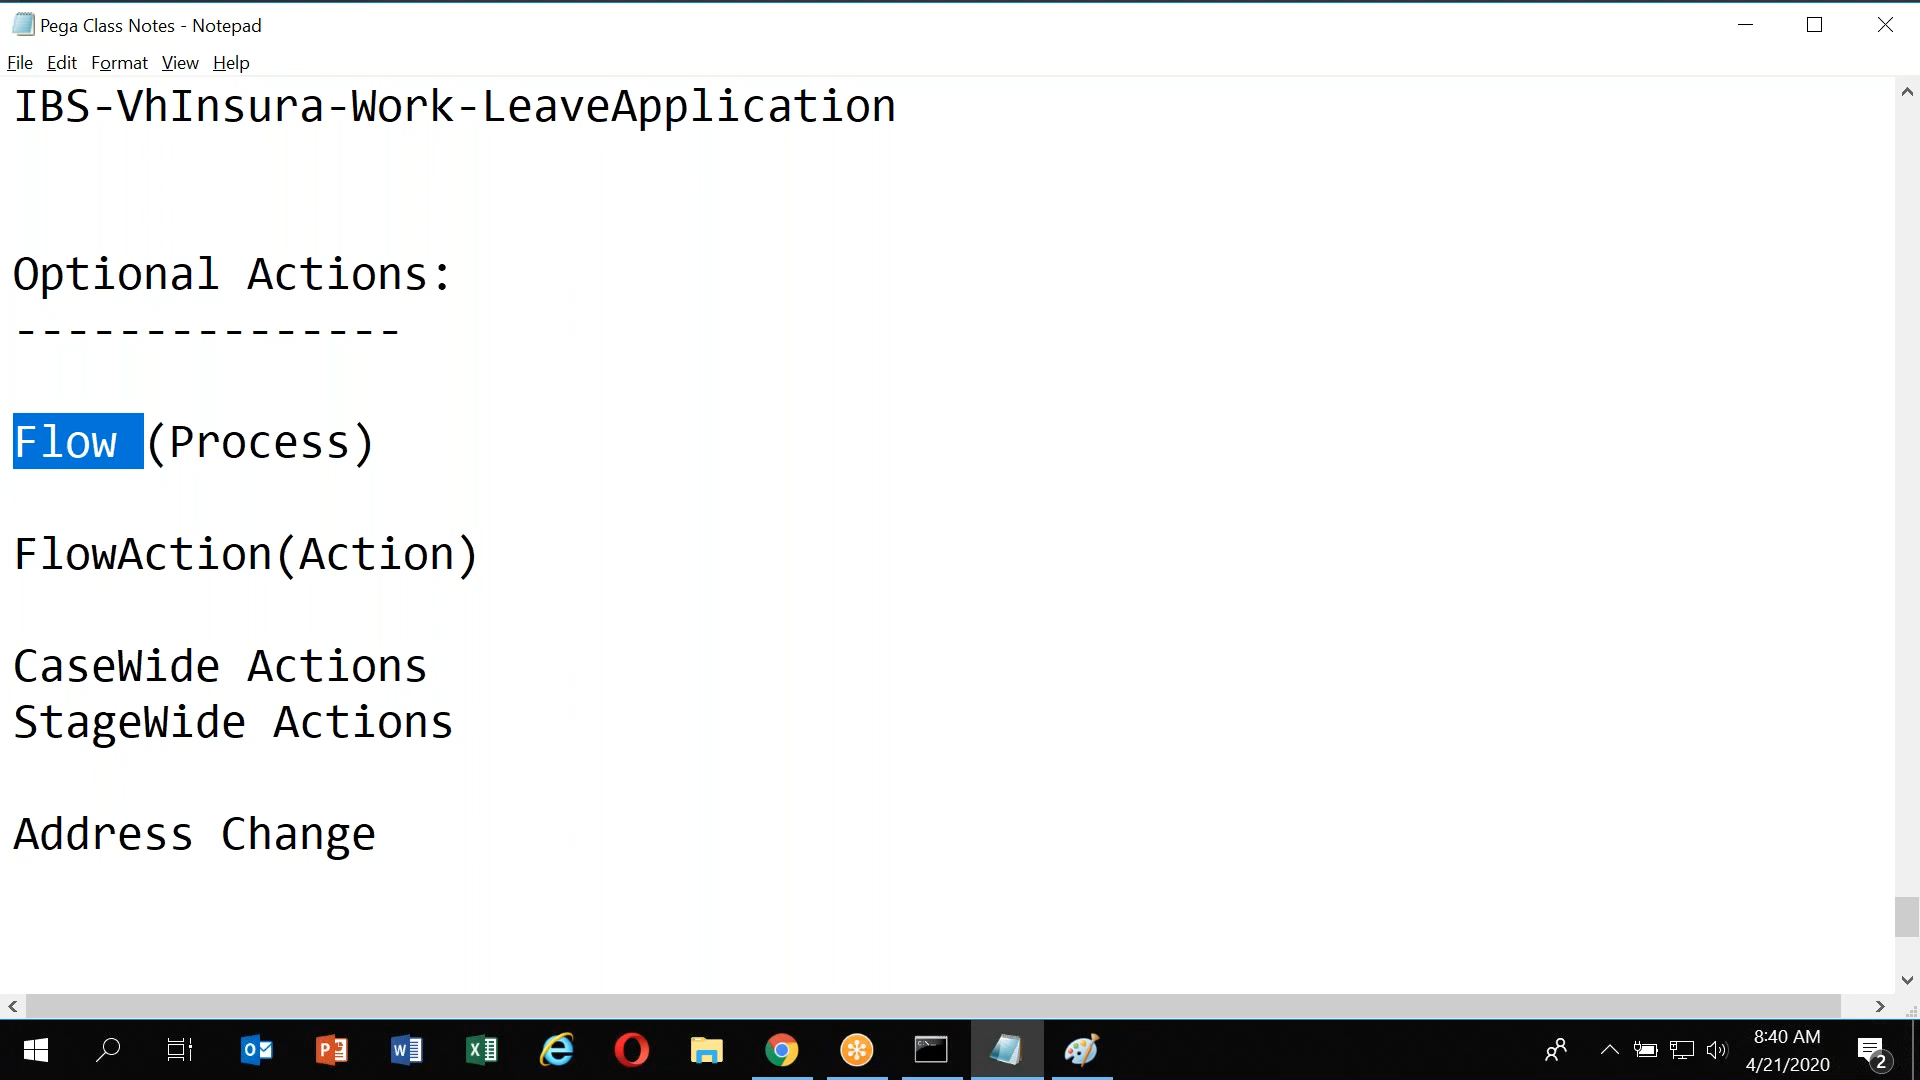 Pega Class Notes - Notepad
File Edit Format View Help
IBS-VhInsura-Work-LeaveApplication
Optional Actions:
---------------
Flow (Process)
FlowAction(Action)
CaseWide Actions
StageWide Actions
Address Change
8:40 AM
4/21/2020
2